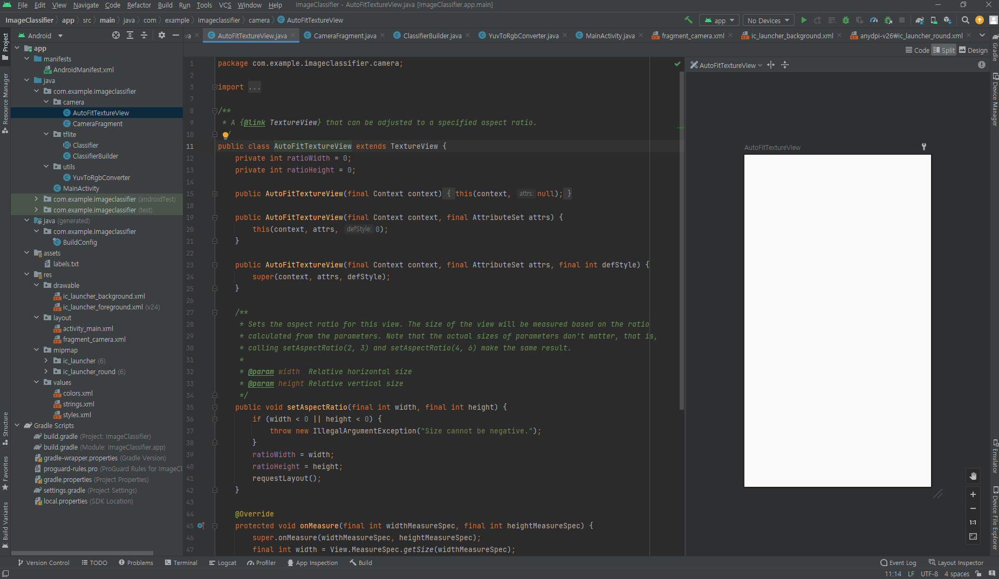 File Edit View Navigate Code Refactor Build Run Tools VCS Window Help ImageClassifier - AutoFitTextureView.java [ImageClassifier.app.main]
ImageClassifier app src main java com example imageclassifier camera AutoFitTextureView app No Devices
Android
va AutoFitTextureView.java CameraFragment.java ClassifierBuilder.java YuvToRgbConverter.java MainActivity.java fragment_camera.xml ic_launcher_background.xml anydpi-v26₩ic_launcher_round.xml
Code Split Design
Project
Resource Manager
Structure
Favorites
Build Variants
app
manifests
AndroidManifest.xml
java
com.example.imageclassifier
camera
AutoFitTextureView
CameraFragment
tflite
Classifier
ClassifierBuilder
utils
YuvToRgbConverter
MainActivity
com.example.imageclassifier (androidTest)
com.example.imageclassifier (test)
java (generated)
com.example.imageclassifier
BuildConfig
assets
labels.txt
res
drawable
ic_launcher_background.xml
ic_launcher_foreground.xml (v24)
layout
activity_main.xml
fragment_camera.xml
mipmap
ic_launcher (6)
ic_launcher_round (6)
values
colors.xml
strings.xml
styles.xml
Gradle Scripts
build.gradle (Project: ImageClassifier)
build.gradle (Module: ImageClassifier.app)
gradle-wrapper.properties (Gradle Version)
proguard-rules.pro (ProGuard Rules for ImageCl
gradle.properties (Project Properties)
settings.gradle (Project Settings)
local.properties (SDK Location)
1 package com.example.imageclassifier.camera;
2
3 import ...
7
8 /**
9 * A {@link TextureView} that can be adjusted to a specified aspect ratio.
10 */
11 public class AutoFitTextureView extends TextureView {
12 private int ratioWidth = 0;
13 private int ratioHeight = 0;
14
15 public AutoFitTextureView(final Context context) { this(context, attrs: null); }
18
19 public AutoFitTextureView(final Context context, final AttributeSet attrs) {
20 this(context, attrs, defStyle: 0);
21 }
22
23 public AutoFitTextureView(final Context context, final AttributeSet attrs, final int defStyle) {
24 super(context, attrs, defStyle);
25 }
26
27 /**
28 * Sets the aspect ratio for this view. The size of the view will be measured based on the ratio
29 * calculated from the parameters. Note that the actual sizes of parameters don't matter, that is,
30 * calling setAspectRatio(2, 3) and setAspectRatio(4, 6) make the same result.
31 *
32 * @param width Relative horizontal size
33 * @param height Relative vertical size
34 */
35 public void setAspectRatio(final int width, final int height) {
36 if (width < 0 || height < 0) {
37 throw new IllegalArgumentException("Size cannot be negative.");
38 }
39 ratioWidth = width;
40 ratioHeight = height;
41 requestLayout();
42 }
43
44 @Override
45 protected void onMeasure(final int widthMeasureSpec, final int heightMeasureSpec) {
46 super.onMeasure(widthMeasureSpec, heightMeasureSpec);
47 final int width = View.MeasureSpec.getSize(widthMeasureSpec);
AutoFitTextureView
AutoFitTextureView
1:1
Gradle
Device Manager
Emulator
Device File Explorer
Version Control TODO Problems Terminal Logcat Profiler App Inspection Build Event Log Layout Inspector
11:14 LF UTF-8 4 spaces